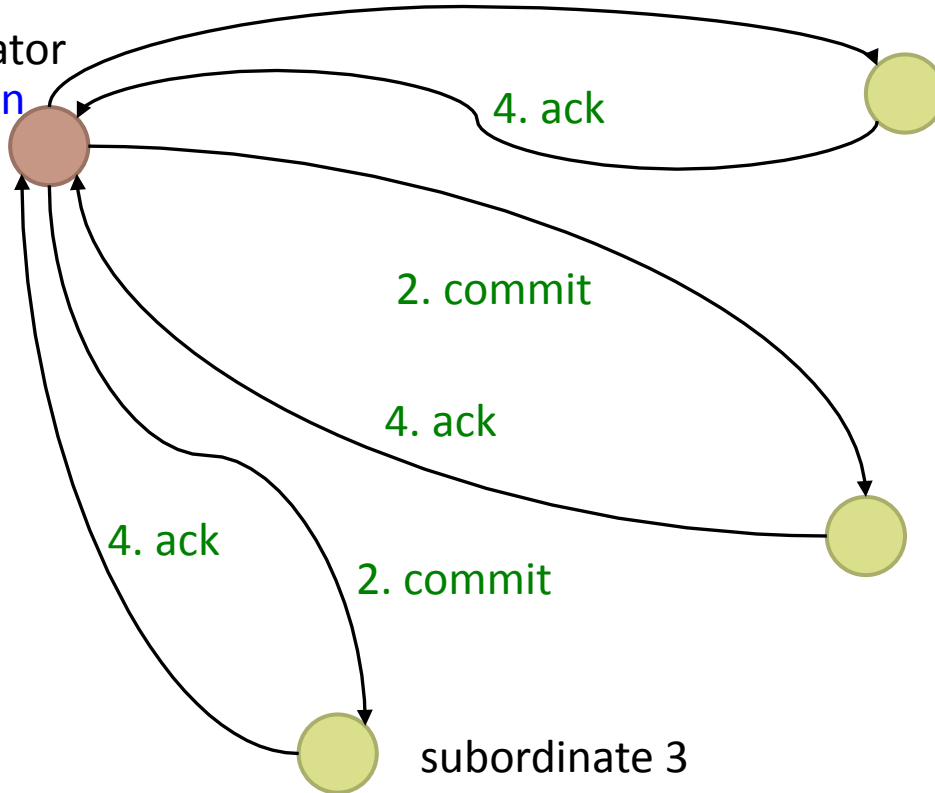 ator
n
4. ack
2. commit
4. ack
4. ack
2. commit
subordinate 3